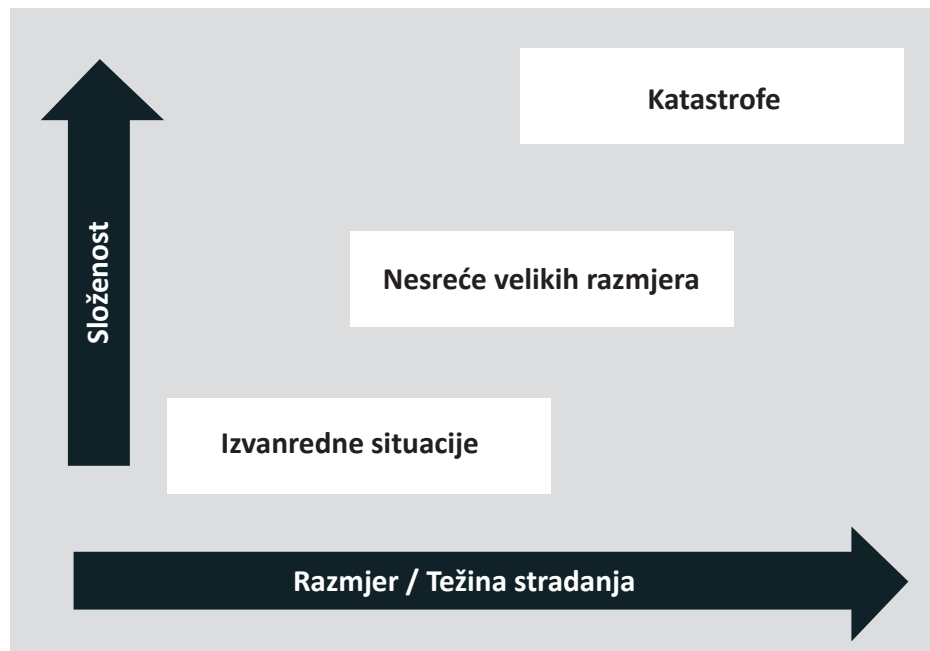 Katastrofe
Nesreće velikih razmjera
Složenost
Izvanredne situacije
Razmjer / Težina stradanja